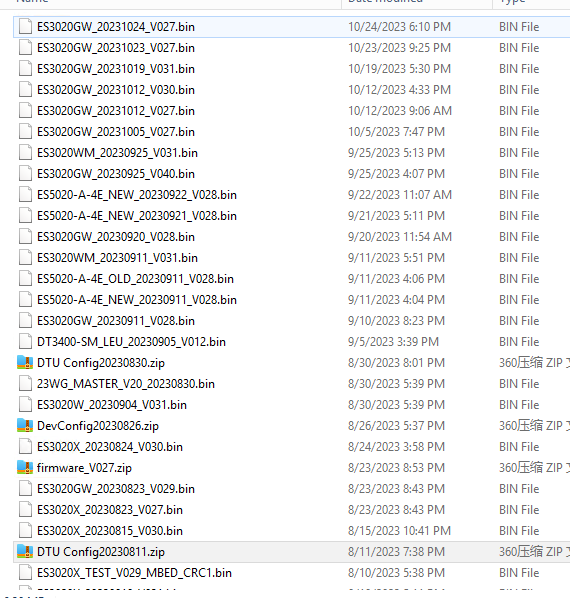 Name Date modified Type
ES3020GW_20231024_V027.bin 10/24/2023 6:10 PM BIN File
ES3020GW_20231023_V027.bin 10/23/2023 9:25 PM BIN File
ES3020GW_20231019_V031.bin 10/19/2023 5:30 PM BIN File
ES3020GW_20231012_V030.bin 10/12/2023 4:33 PM BIN File
ES3020GW_20231012_V027.bin 10/12/2023 9:06 AM BIN File
ES3020GW_20231005_V027.bin 10/5/2023 7:47 PM BIN File
ES3020WM_20230925_V031.bin 9/25/2023 5:13 PM BIN File
ES3020GW_20230925_V040.bin 9/25/2023 4:07 PM BIN File
ES5020-A-4E_NEW_20230922_V028.bin 9/22/2023 11:07 AM BIN File
ES5020-A-4E_NEW_20230921_V028.bin 9/21/2023 5:11 PM BIN File
ES3020GW_20230920_V028.bin 9/20/2023 11:54 AM BIN File
ES3020WM_20230911_V031.bin 9/11/2023 5:51 PM BIN File
ES5020-A-4E_OLD_20230911_V028.bin 9/11/2023 4:06 PM BIN File
ES5020-A-4E_NEW_20230911_V028.bin 9/11/2023 4:04 PM BIN File
ES3020GW_20230911_V028.bin 9/10/2023 8:23 PM BIN File
DT3400-SM_LEU_20230905_V012.bin 9/5/2023 3:39 PM BIN File
DTU Config20230830.zip 8/30/2023 8:01 PM 360压缩 ZIP
23WG_MASTER_V20_20230830.bin 8/30/2023 5:39 PM BIN File
ES3020W_20230904_V031.bin 8/30/2023 5:39 PM BIN File
DevConfig20230826.zip 8/26/2023 5:37 PM 360压缩 ZIP
ES3020X_20230824_V030.bin 8/24/2023 3:58 PM BIN File
firmware_V027.zip 8/23/2023 8:53 PM 360压缩 ZIP
ES3020GW_20230823_V029.bin 8/23/2023 8:43 PM BIN File
ES3020X_20230823_V027.bin 8/23/2023 8:43 PM BIN File
ES3020X_20230815_V030.bin 8/15/2023 10:41 PM BIN File
DTU Config20230811.zip 8/11/2023 7:38 PM 360压缩 ZIP
ES3020X_TEST_V029_MBED_CRC1.bin 8/10/2023 5:38 PM BIN File